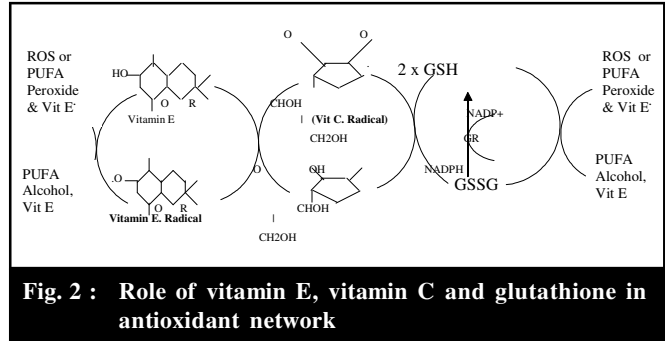 ROS or
PUFA
Peroxide
& Vit E·
PUFA
Alcohol,
Vit E
HO
O R
Vitamin E
.O
O R
Vitamin E. Radical
O O
.
CHOH
(Vit C. Radical)
CH2OH
O OH
CHOH
CH2OH
2 x GSH
NADP+
GR
NADPH
GSSG
ROS or
PUFA
Peroxide
& Vit E·
PUFA
Alcohol,
Vit E
Fig. 2 : Role of vitamin E, vitamin C and glutathione in
antioxidant network